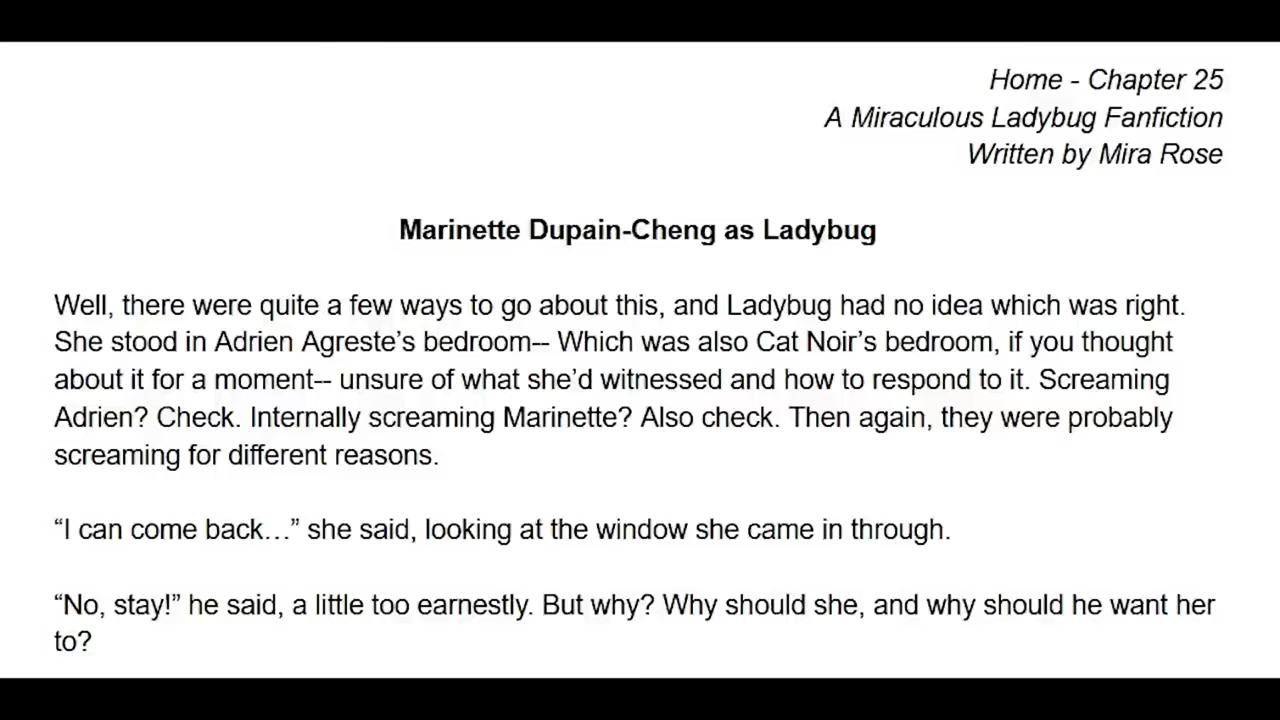 Home - Chapter 25
A Miraculous Ladybug Fanfiction
Written by Mira Rose
Marinette Dupain-Cheng as Ladybug
Well, there were quite a few ways to go about this, and Ladybug had no idea which was right.
She stood in Adrien Agreste’s bedroom-- Which was also Cat Noir’s bedroom, if you thought
about it for a moment-- unsure of what she’d witnessed and how to respond to it. Screaming
Adrien? Check. Internally screaming Marinette? Also check. Then again, they were probably
screaming for different reasons.
“I can come back…” she said, looking at the window she came in through.
“No, stay!” he said, a little too earnestly. But why? Why should she, and why should he want her
to?